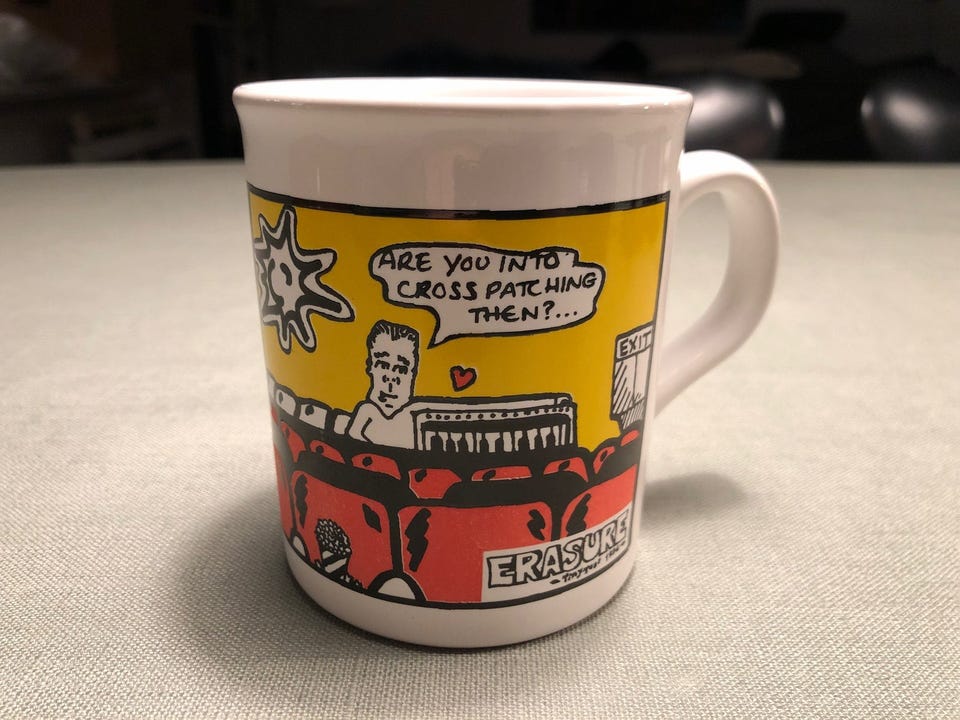 ARE YOU INTO
CROSS PATCHING
THEN?...
EXIT
ERASURE